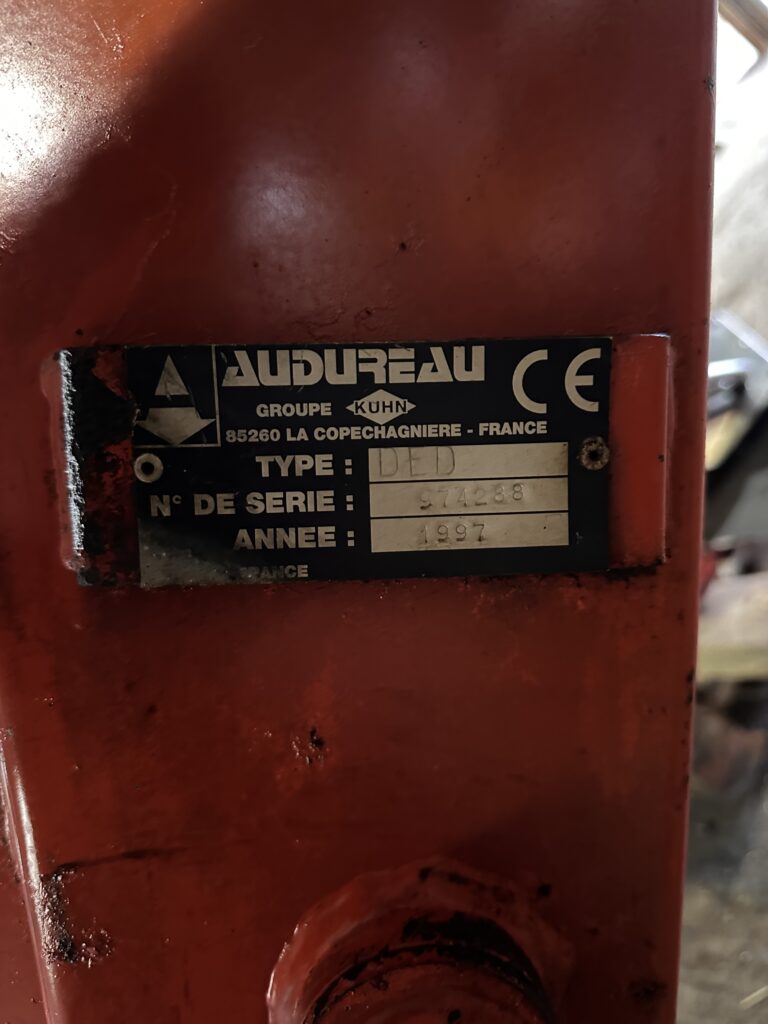 AUDUREAU CE
GROUPE KUHN
85260 LA COPECHAGNIERE - FRANCE
TYPE : DED
N° DE SERIE : 974288
ANNEE : 1997
FRANCE